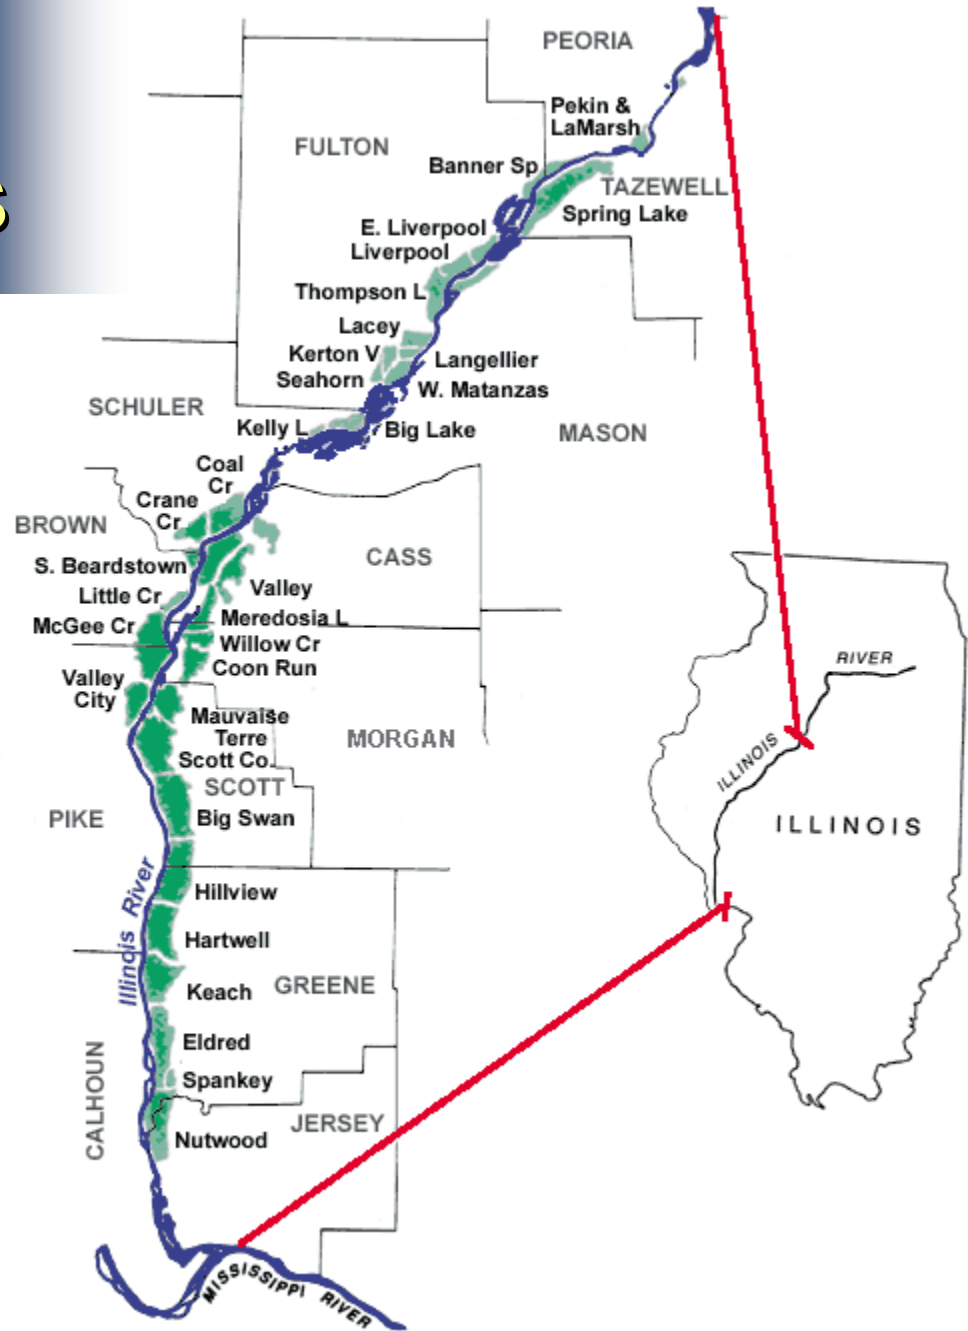 PEORIA
Pekin &
LaMarsh
FULTON
Banner Sp
TAZEWELL
Spring Lake
E. Liverpool
Liverpool
Thompson L
Lacey
Kerton V
Langellier
Seahorn
W. Matanzas
SCHULER
Kelly L
Big Lake
MASON
Coal
Cr
Crane
Cr
BROWN
CASS
S. Beardstown
Valley
Little Cr
Meredosia L
McGee Cr
Willow Cr
Coon Run
Valley
City
Mauvaise
Terre
MORGAN
Scott Co.
SCOTT
PIKE
Big Swan
Illinois River
Hillview
Hartwell
Keach
GREENE
Eldred
CALHOUN
Spankey
JERSEY
Nutwood
MISSISSIPPI RIVER
RIVER
ILLINOIS
ILLINOIS